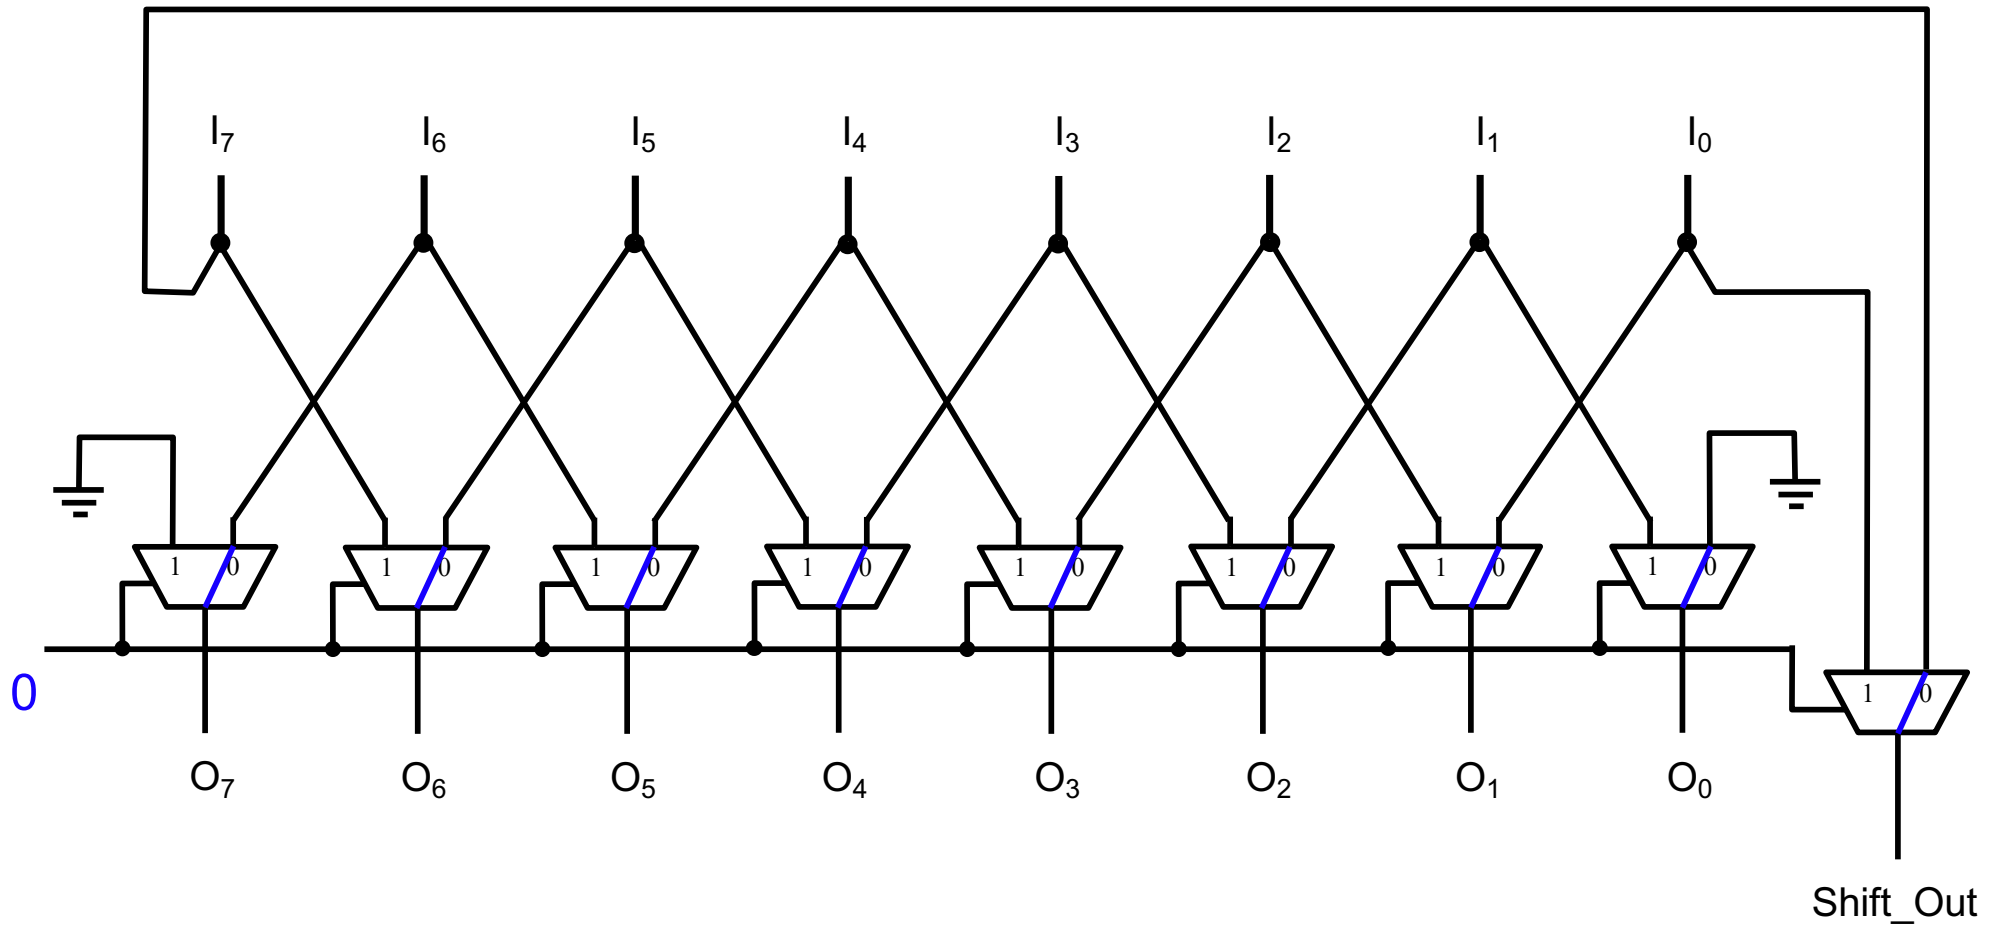 I₇ I₆ I₅ I₄ I₃ I₂ I₁ I₀
1 0 1 0 1 0 1 0 1 0 1 0 1 0 1 0
0 1 0
O₇ O₆ O₅ O₄ O₃ O₂ O₁ O₀
Shift_Out